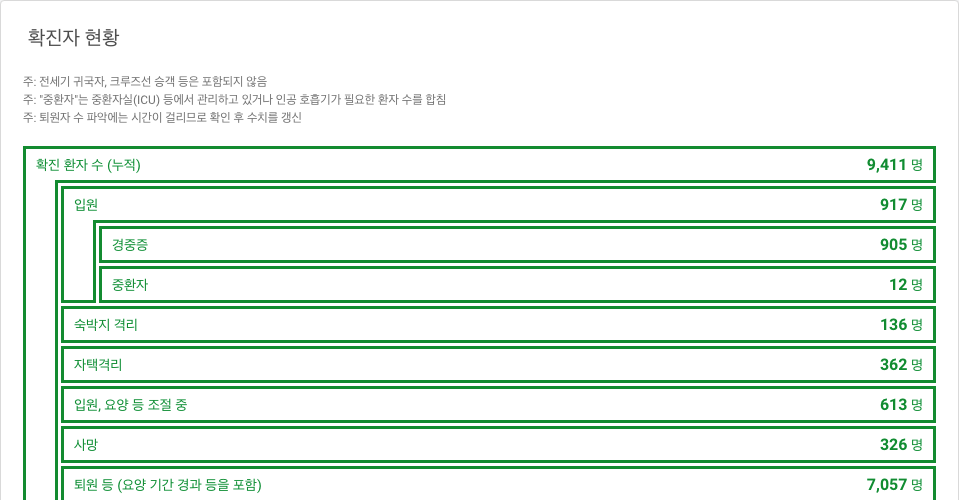 확진자 현황
주: 전세기 귀국자, 크루즈선 승객 등은 포함되지 않음
주: "중환자"는 중환자실(ICU) 등에서 관리하고 있거나 인공 호흡기가 필요한 환자 수를 합침
주: 퇴원자 수 파악에는 시간이 걸리므로 확인 후 수치를 갱신
확진 환자 수 (누적) 9,411 명
입원 917 명
경중증 905 명
중환자 12 명
숙박지 격리 136 명
자택격리 362 명
입원, 요양 등 조절 중 613 명
사망 326 명
퇴원 등 (요양 기간 경과 등을 포함) 7,057 명